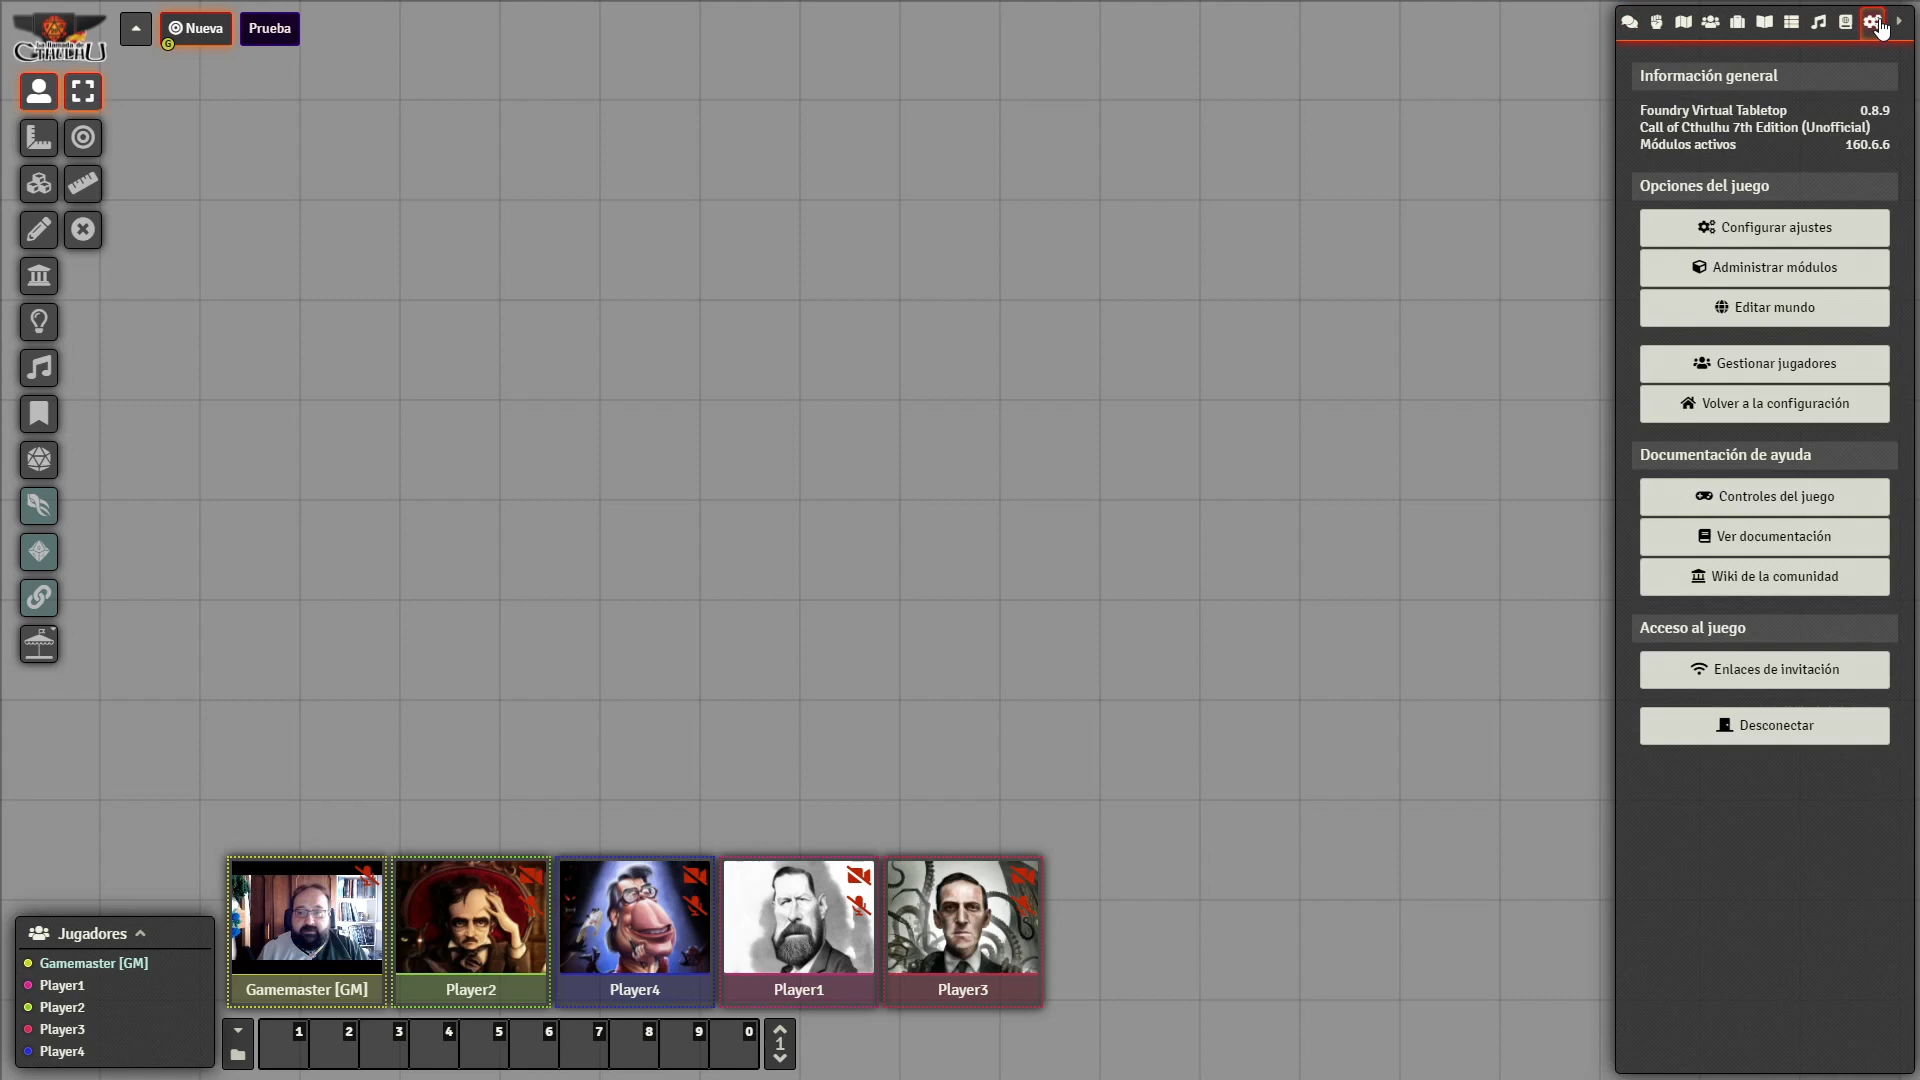 La llamada de
CTHULHU
Nueva
G
Prueba
Información general
Foundry Virtual Tabletop 0.8.9
Call of Cthulhu 7th Edition (Unofficial)
Módulos activos 160.6.6
Opciones del juego
Configurar ajustes
Administrar módulos
Editar mundo
Gestionar jugadores
Volver a la configuración
Documentación de ayuda
Controles del juego
Ver documentación
Wiki de la comunidad
Acceso al juego
Enlaces de invitación
Desconectar
Gamemaster [GM]
Player2
Player4
Player1
Player3
Jugadores
Gamemaster [GM]
Player1
Player2
Player3
Player4
1 2 3 4 5 6 7 8 9 0
1